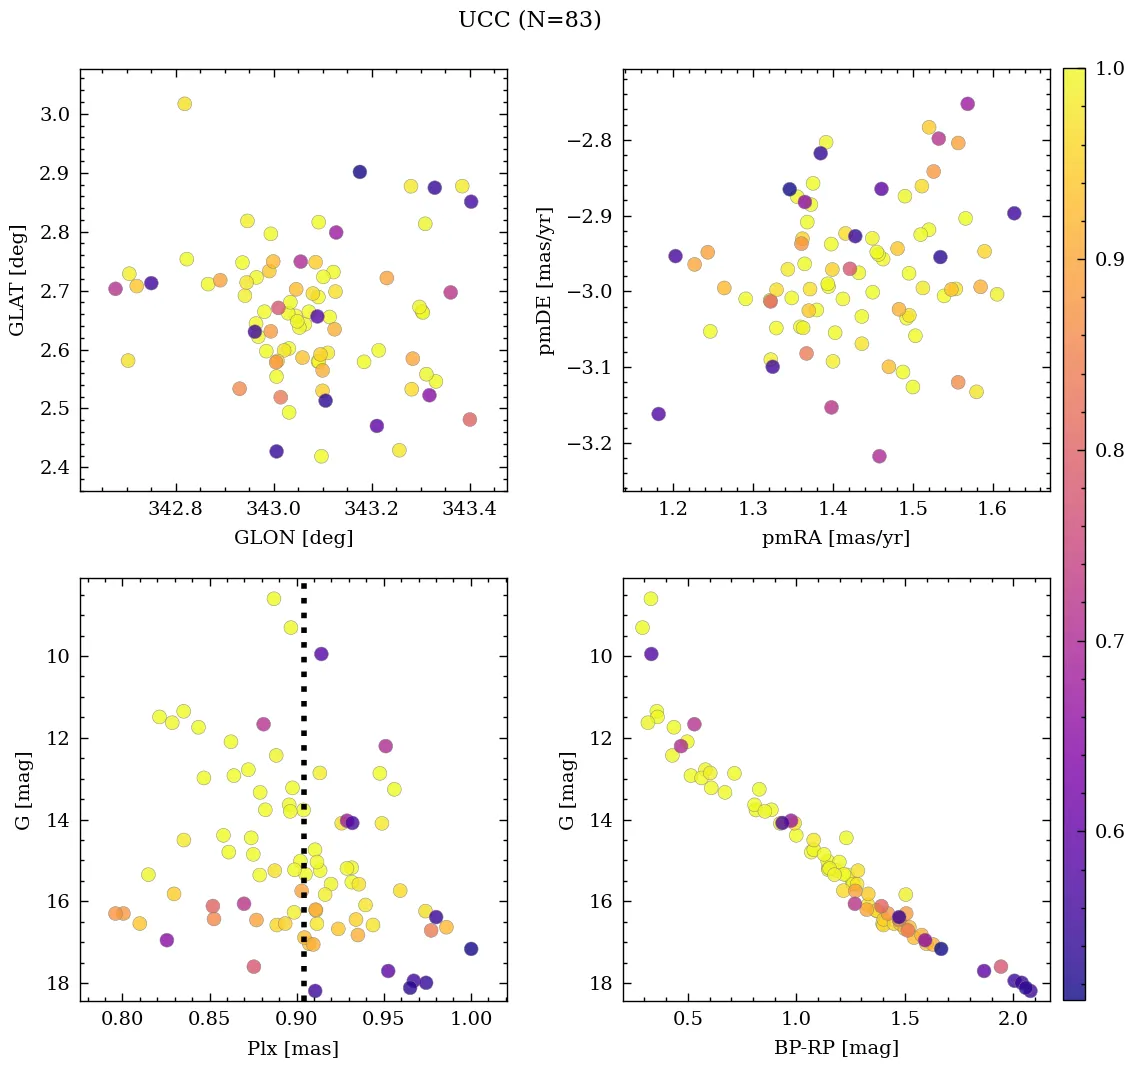 UCC (N=83)
3.0
2.9
2.8
2.7
2.6
2.5
2.4
GLAT [deg]
342.8 343.0 343.2 343.4
GLON [deg]
−2.8
−2.9
−3.0
−3.1
−3.2
pmDE [mas/yr]
1.2 1.3 1.4 1.5 1.6
pmRA [mas/yr]
1.0
0.9
0.8
0.7
0.6
10
12
14
16
18
G [mag]
0.80 0.85 0.90 0.95 1.00
Plx [mas]
10
12
14
16
18
G [mag]
0.5 1.0 1.5 2.0
BP-RP [mag]